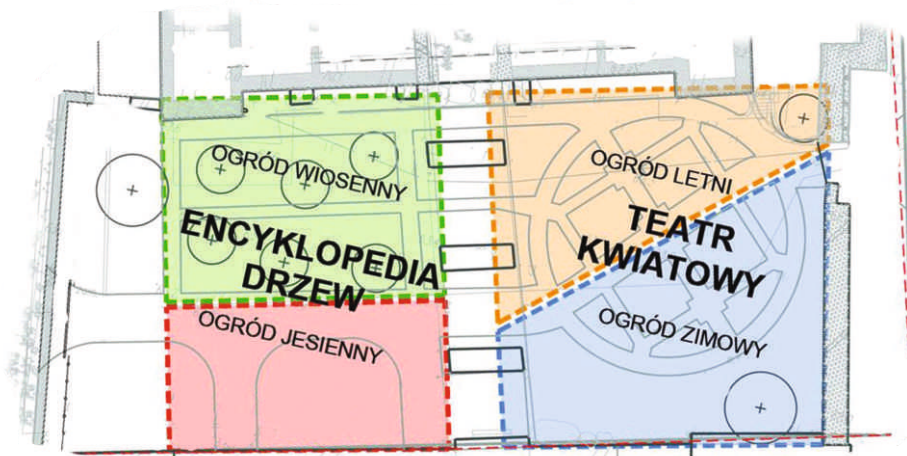 OGRÓD WIOSENNY
ENCYKLOPEDIA
DRZEW
OGRÓD JESIENNY
OGRÓD LETNI
TEATR
KWIATOWY
OGRÓD ZIMOWY